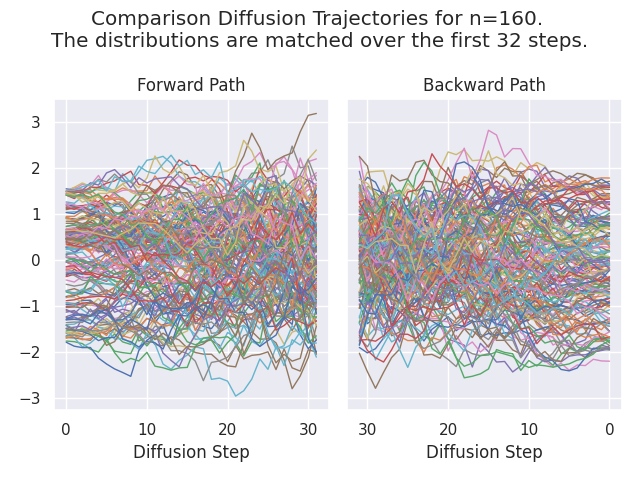 Comparison Diffusion Trajectories for n=160.
The distributions are matched over the first 32 steps.
Forward Path
Backward Path
3
2
1
0
−1
−2
−3
0 10 20 30
30 20 10 0
Diffusion Step
Diffusion Step